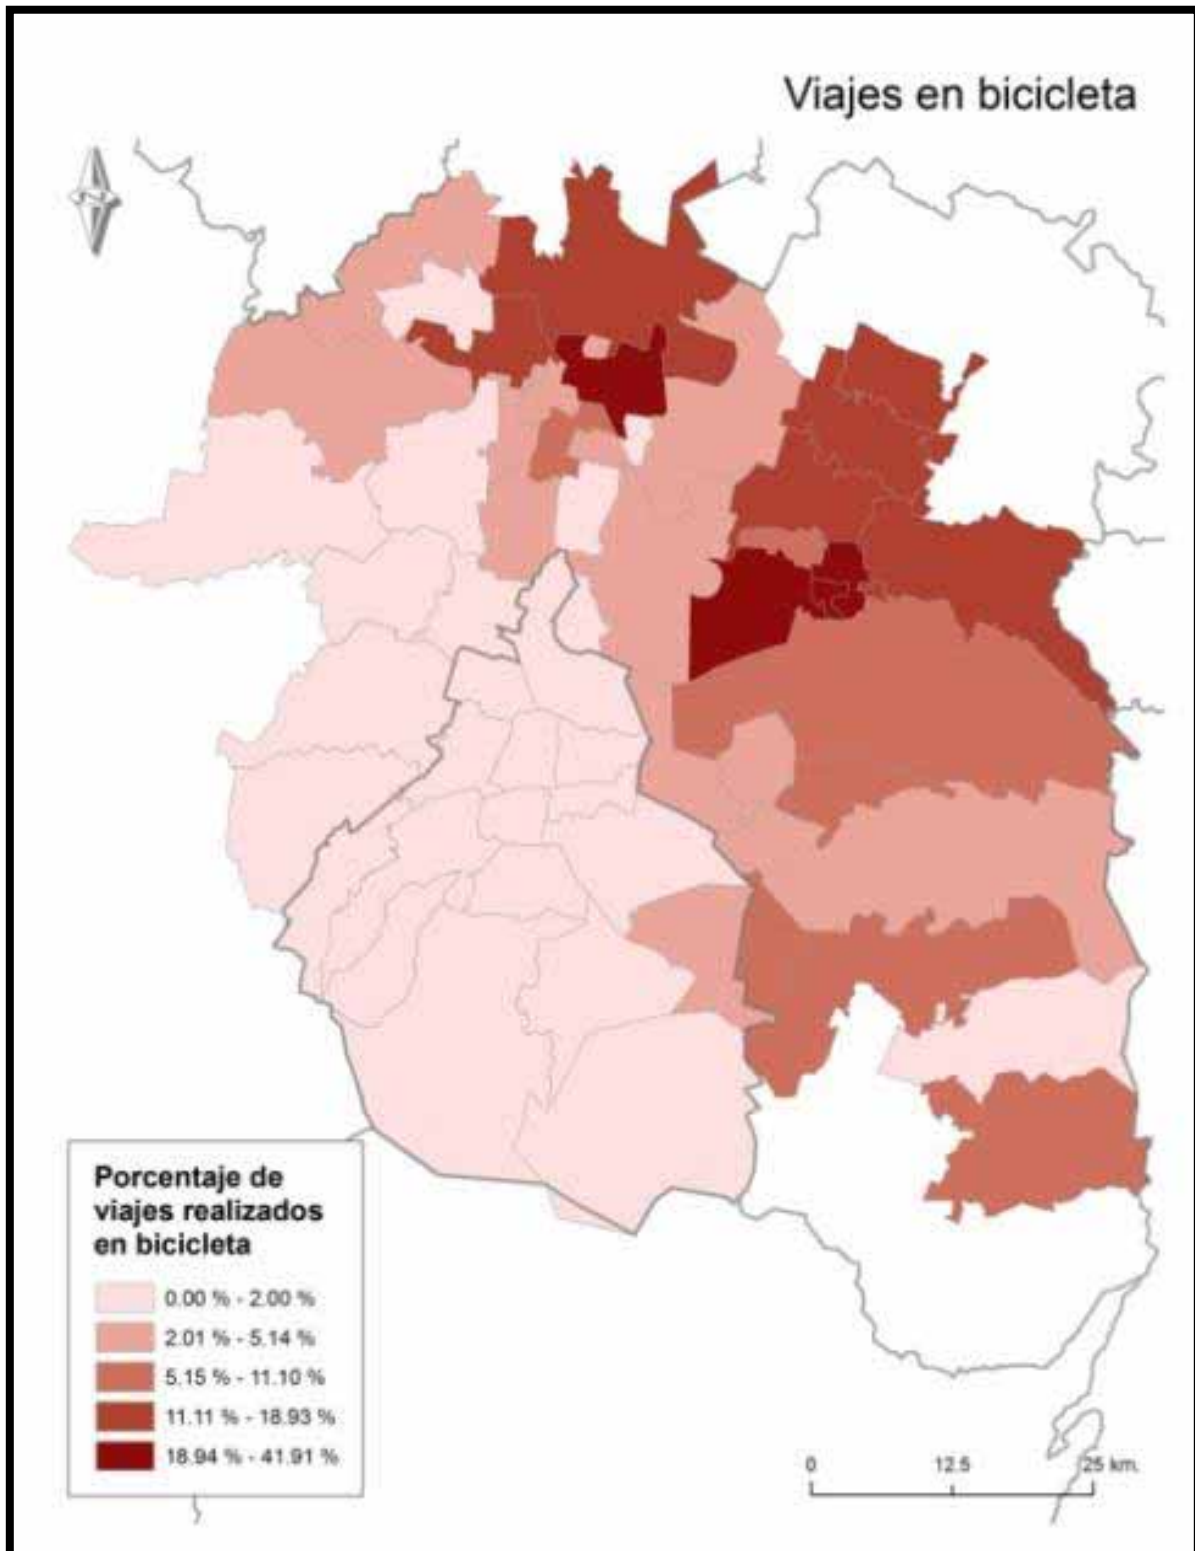 Viajes en bicicleta
Porcentaje de
viajes realizados
en bicicleta
0.00 % - 2.00 %
2.01 % - 5.14 %
5.15 % - 11.10 %
11.11 % - 18.93 %
18.94 % - 41.91 %
0 12.5 25 km.